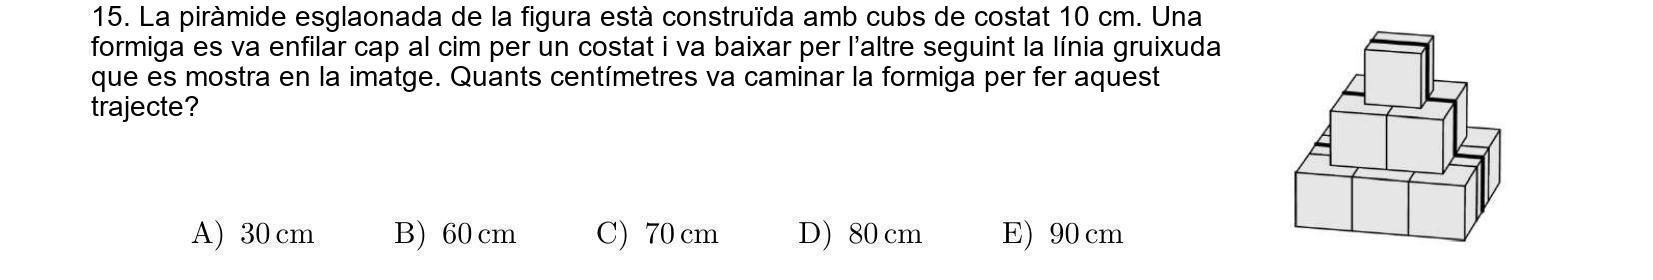 15. La piràmide esglaonada de la figura està construïda amb cubs de costat 10 cm. Una
formiga es va enfilar cap al cim per un costat i va baixar per l’altre seguint la línia gruixuda
que es mostra en la imatge. Quants centímetres va caminar la formiga per fer aquest
trajecte?
A) 30 cm B) 60 cm C) 70 cm D) 80 cm E) 90 cm